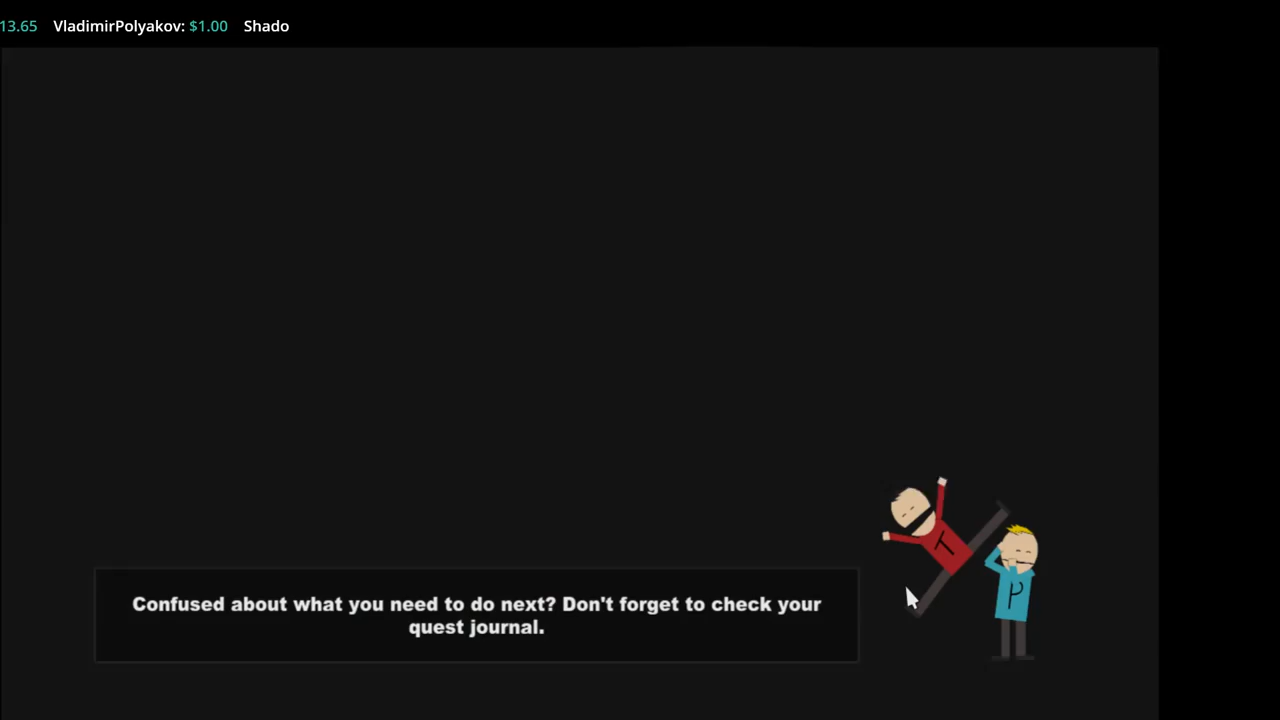 13.65 VladimirPolyakov: $1.00 Shado
T
P
Confused about what you need to do next? Don't forget to check your
quest journal.